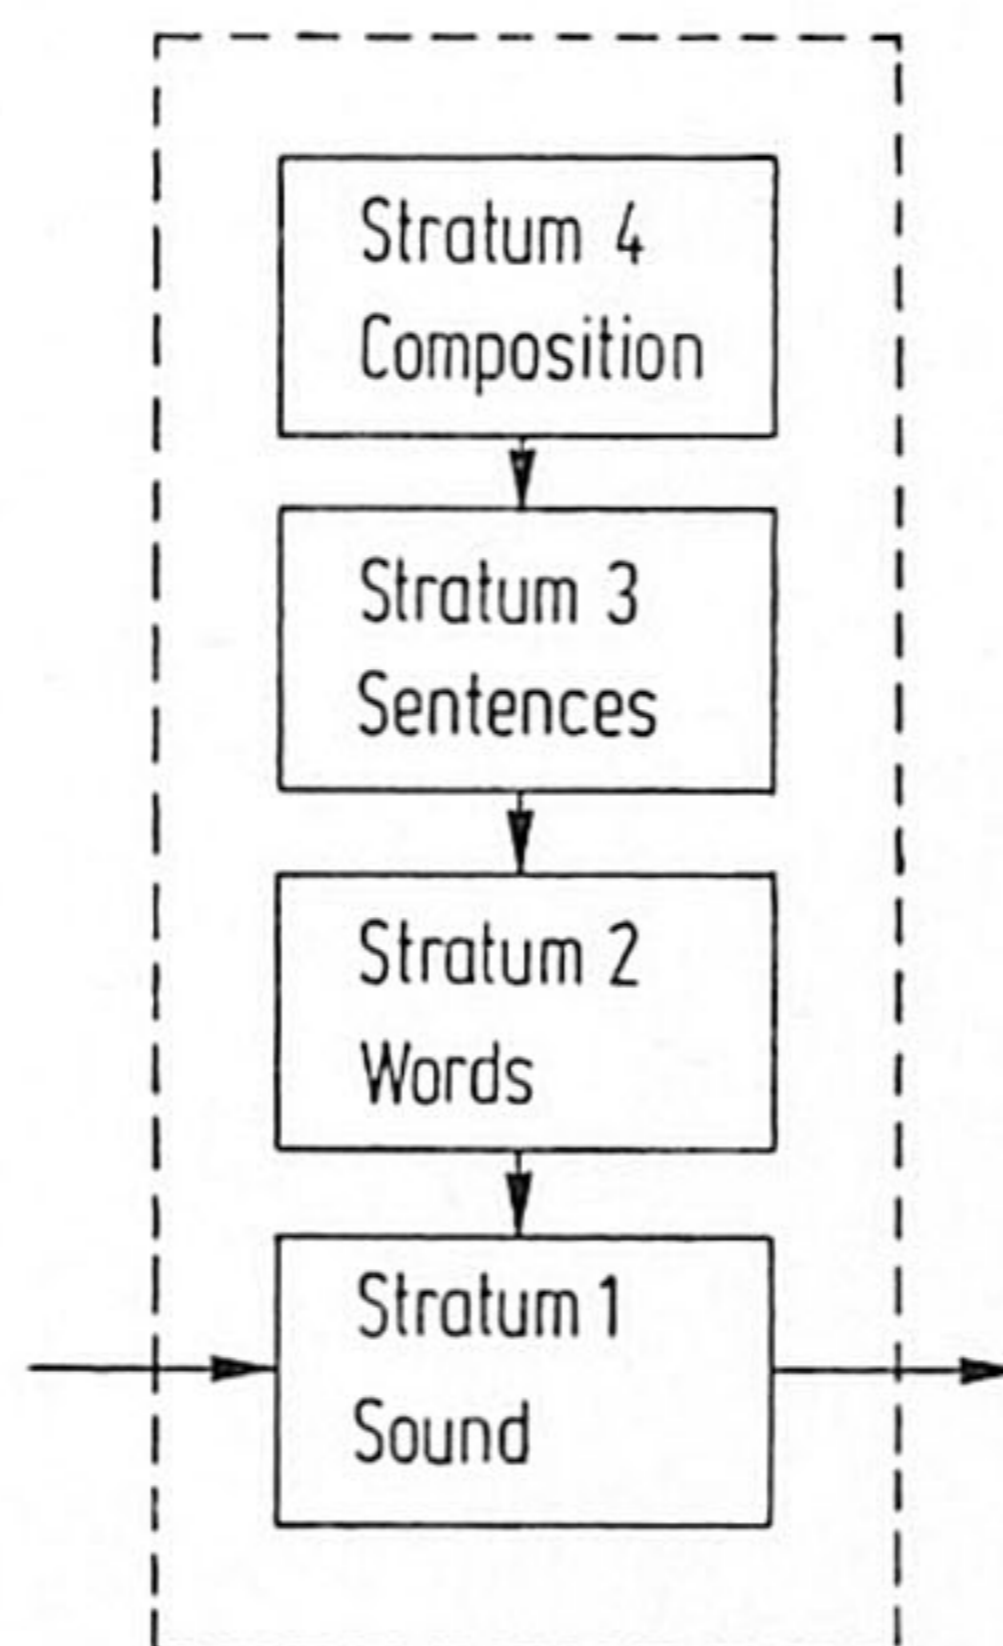 Stratum 4
Composition
Stratum 3
Sentences
Stratum 2
Words
Stratum 1
Sound